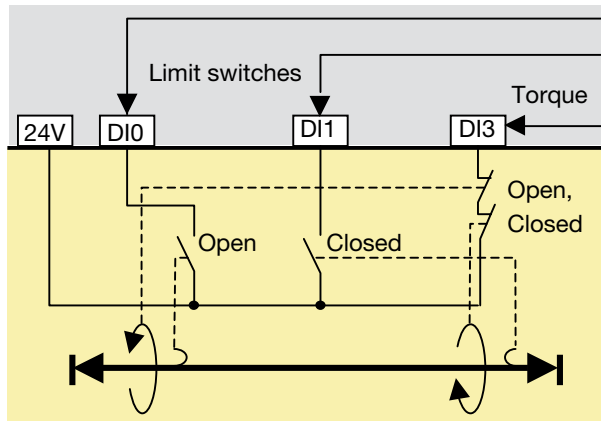 Limit switches
Torque
24V
DI0
DI1
DI3
Open,
Closed
Open
Closed